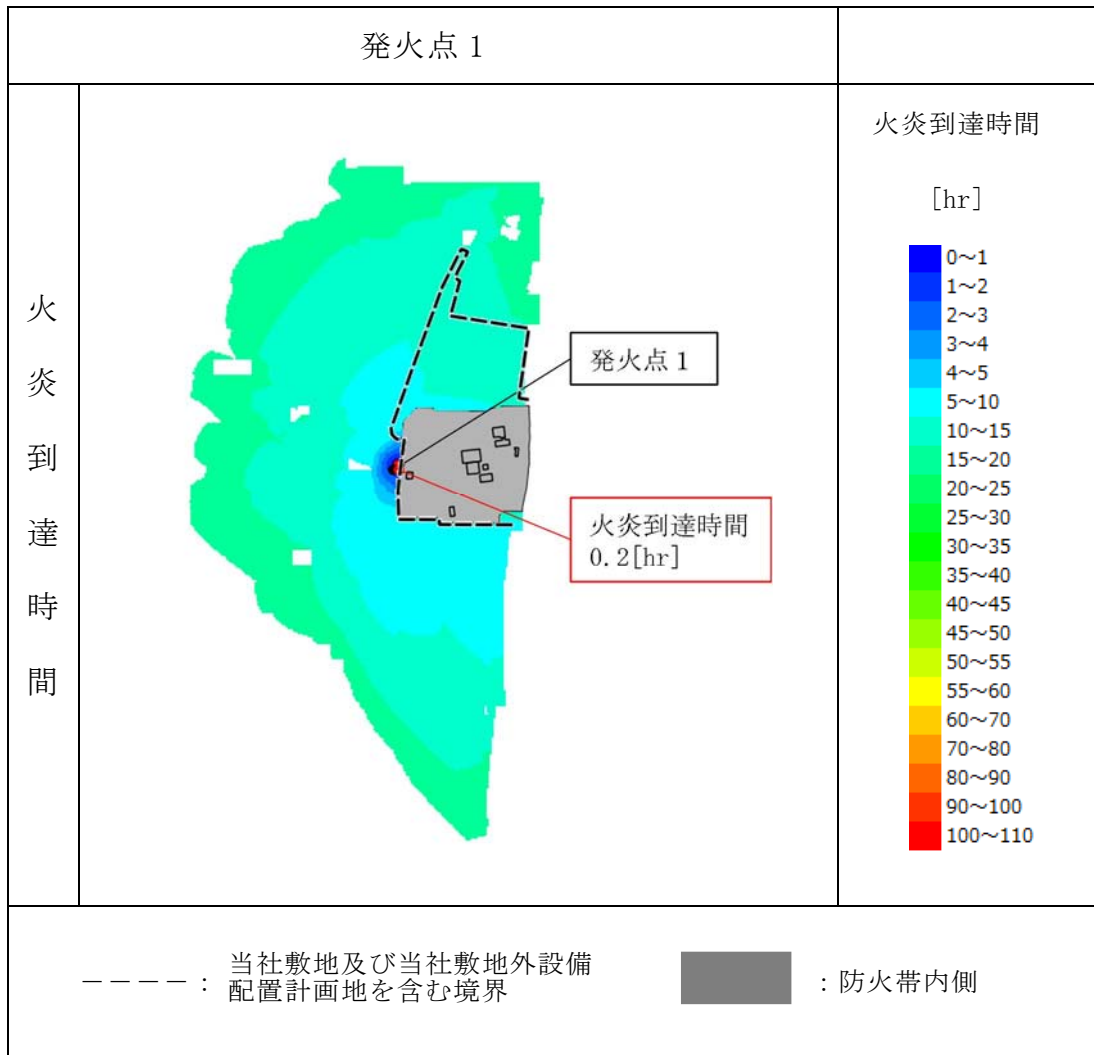 発火点 1
火炎到達時間
火炎到達時間
[hr]
0～1
1～2
2～3
3～4
4～5
5～10
10～15
15～20
20～25
25～30
30～35
35～40
40～45
45～50
50～55
55～60
60～70
70～80
80～90
90～100
100～110
発火点 1
火炎到達時間
0.2[hr]
－－－－： 当社敷地及び当社敷地外設備
配置計画地を含む境界
：防火帯内側